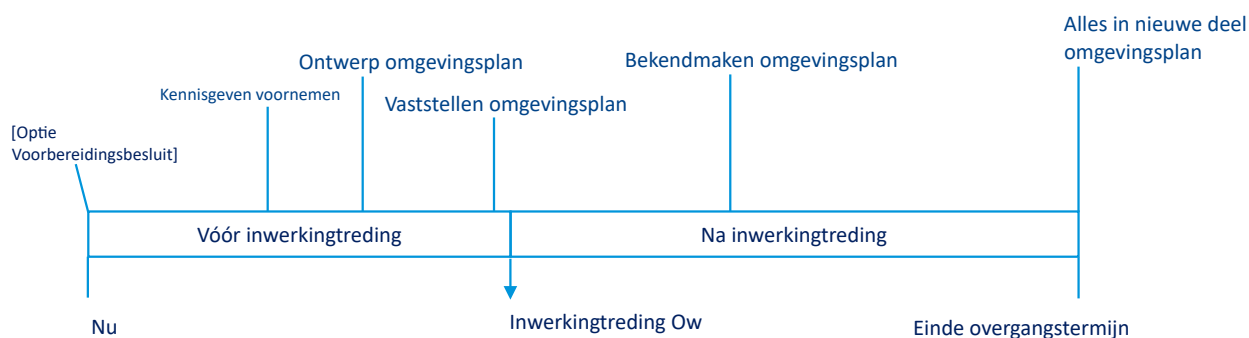 Alles in nieuwe deel
omgevingsplan
Ontwerp omgevingsplan
Bekendmaken omgevingsplan
Kennisgeven voornemen
Vaststellen omgevingsplan
[Optie
Voorbereidingsbesluit]
Vóór inwerkingtreding
Na inwerkingtreding
Nu
Inwerkingtreding Ow
Einde overgangstermijn